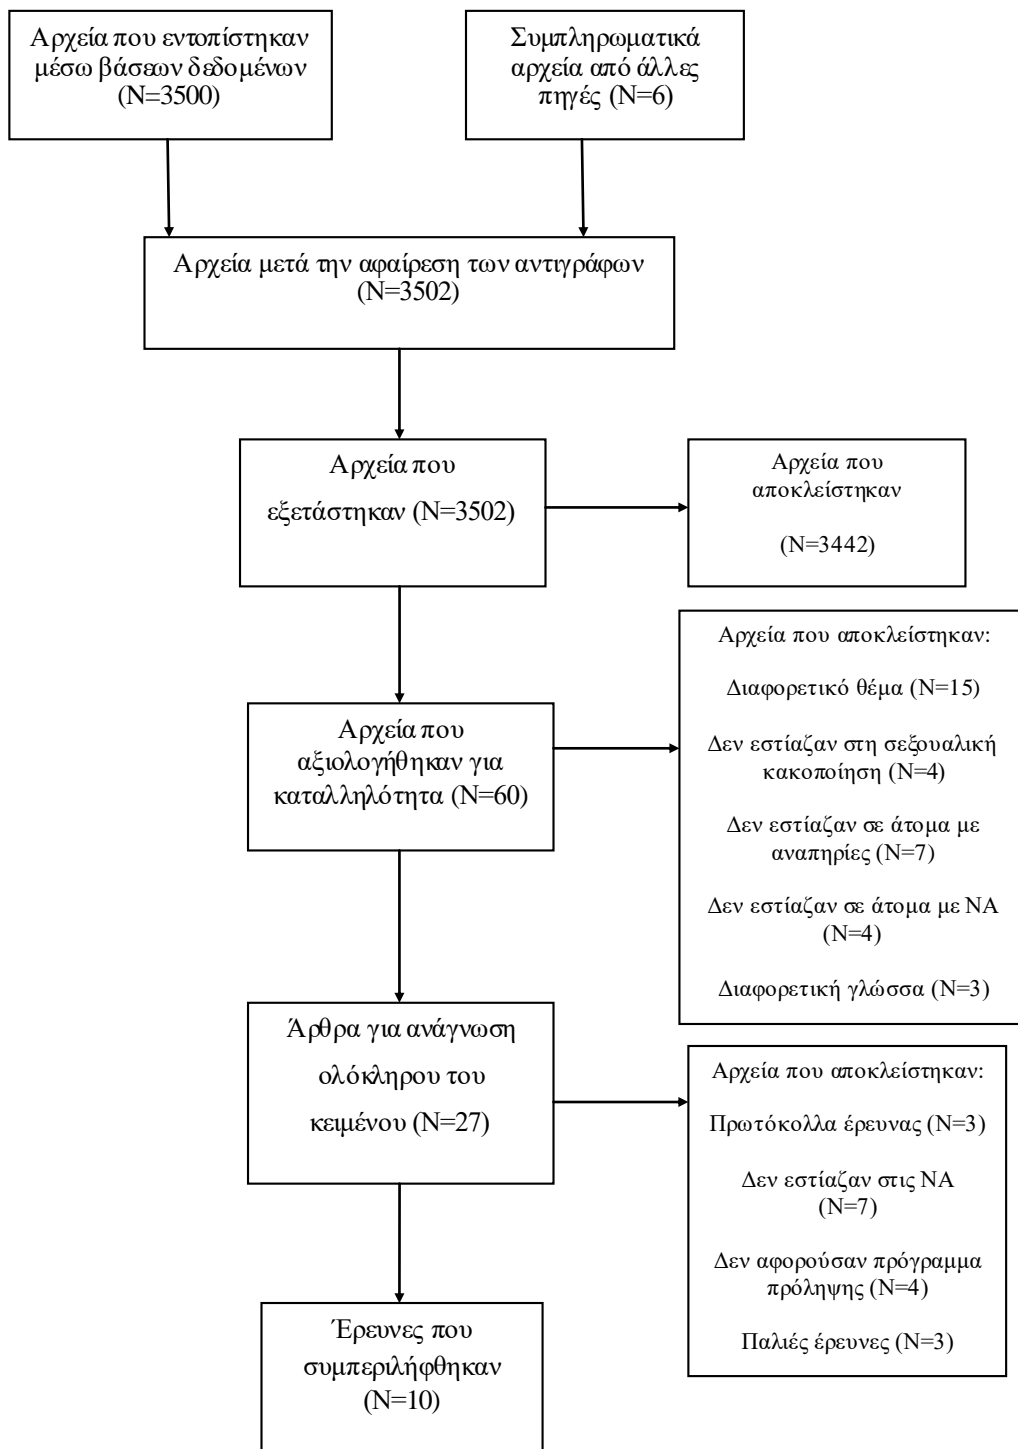 Αρχεία που εντοπίστηκαν
μέσω βάσεων δεδομένων
(N=3500)
Συμπληρωματικά
αρχεία από άλλες
πηγές (N=6)
Αρχεία μετά την αφαίρεση των αντιγράφων
(N=3502)
Αρχεία που
εξετάστηκαν (N=3502)
Αρχεία που
αποκλείστηκαν
(N=3442)
Αρχεία που
αξιολογήθηκαν για
καταλληλότητα (N=60)
Αρχεία που αποκλείστηκαν:
Διαφορετικό θέμα (N=15)
Δεν εστίαζαν στη σεξουαλική
κακοποίηση (N=4)
Δεν εστίαζαν σε άτομα με
αναπηρίες (N=7)
Δεν εστίαζαν σε άτομα με ΝΑ
(N=4)
Διαφορετική γλώσσα (N=3)
Άρθρα για ανάγνωση
ολόκληρου του
κειμένου (N=27)
Αρχεία που αποκλείστηκαν:
Πρωτόκολλα έρευνας (N=3)
Δεν εστίαζαν στις ΝΑ
(N=7)
Δεν αφορούσαν πρόγραμμα
πρόληψης (N=4)
Παλιές έρευνες (N=3)
Έρευνες που
συμπεριλήφθηκαν
(N=10)